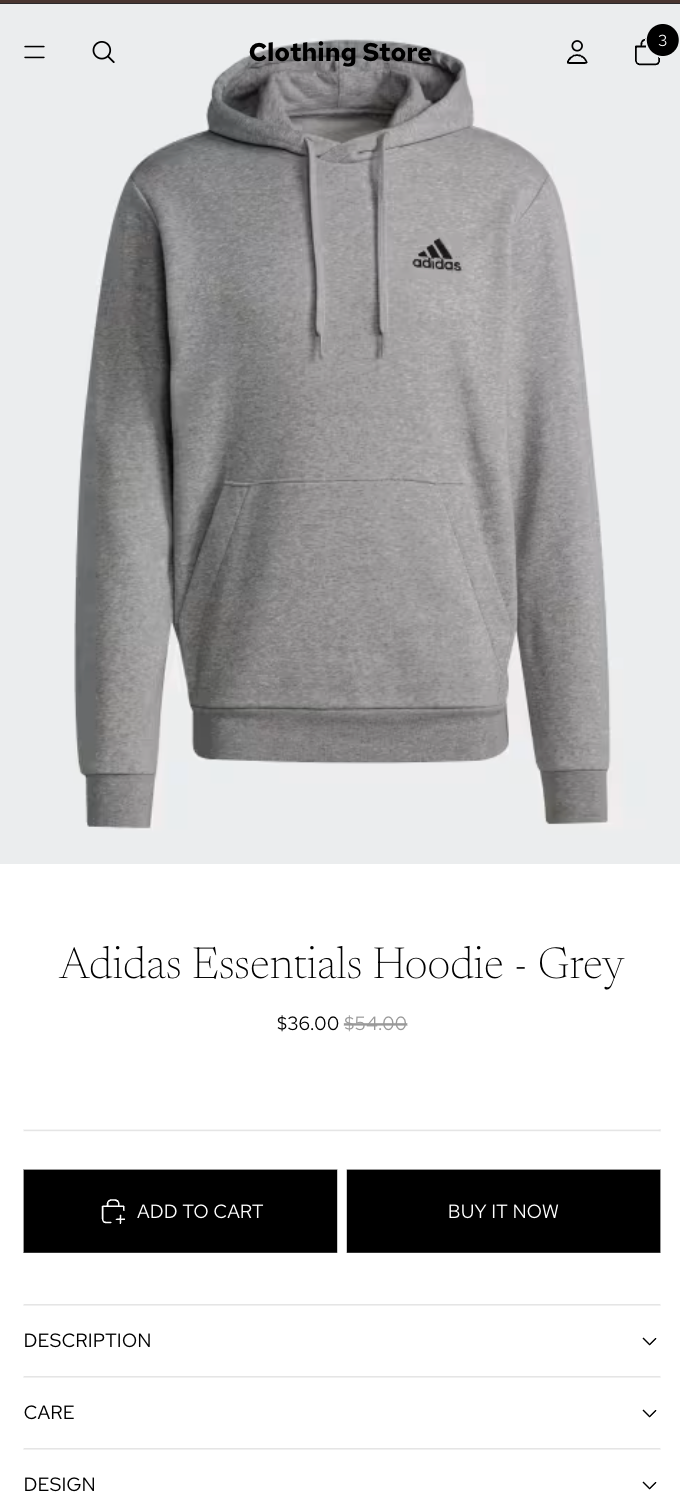 Clothing Store
3
adidas
Adidas Essentials Hoodie - Grey
$36.00 $54.00
ADD TO CART
BUY IT NOW
DESCRIPTION
CARE
DESIGN